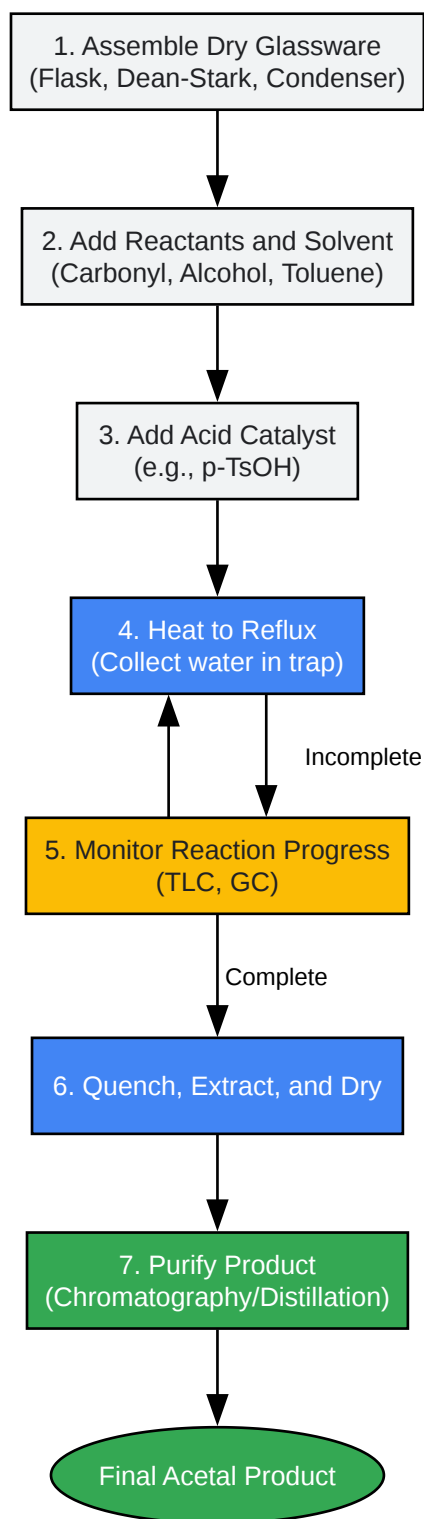 1. Assemble Dry Glassware
(Flask, Dean-Stark, Condenser)
2. Add Reactants and Solvent
(Carbonyl, Alcohol, Toluene)
3. Add Acid Catalyst
(e.g., p-TsOH)
4. Heat to Reflux
(Collect water in trap)
Incomplete
5. Monitor Reaction Progress
(TLC, GC)
Complete
6. Quench, Extract, and Dry
7. Purify Product
(Chromatography/Distillation)
Final Acetal Product